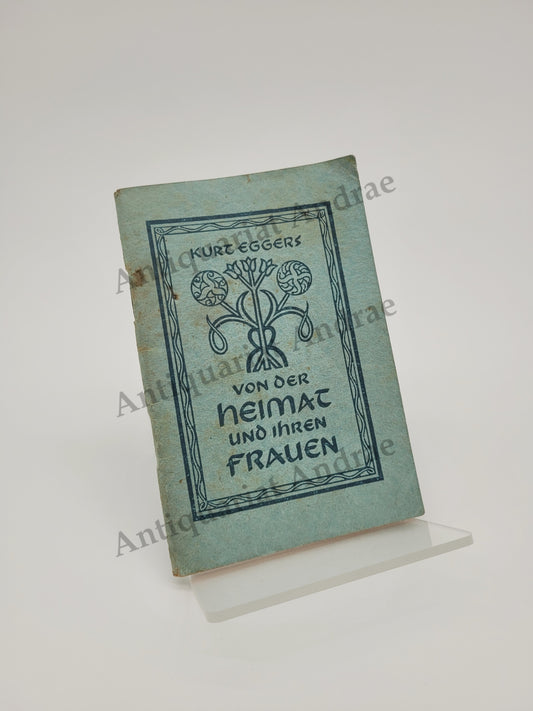 KURT EGGERS
VON DER
HEIMAT
UND IHREN
FRAUEN
Antiquariat Andrae
Antiquariat Andrae
Antiquariat Andrae